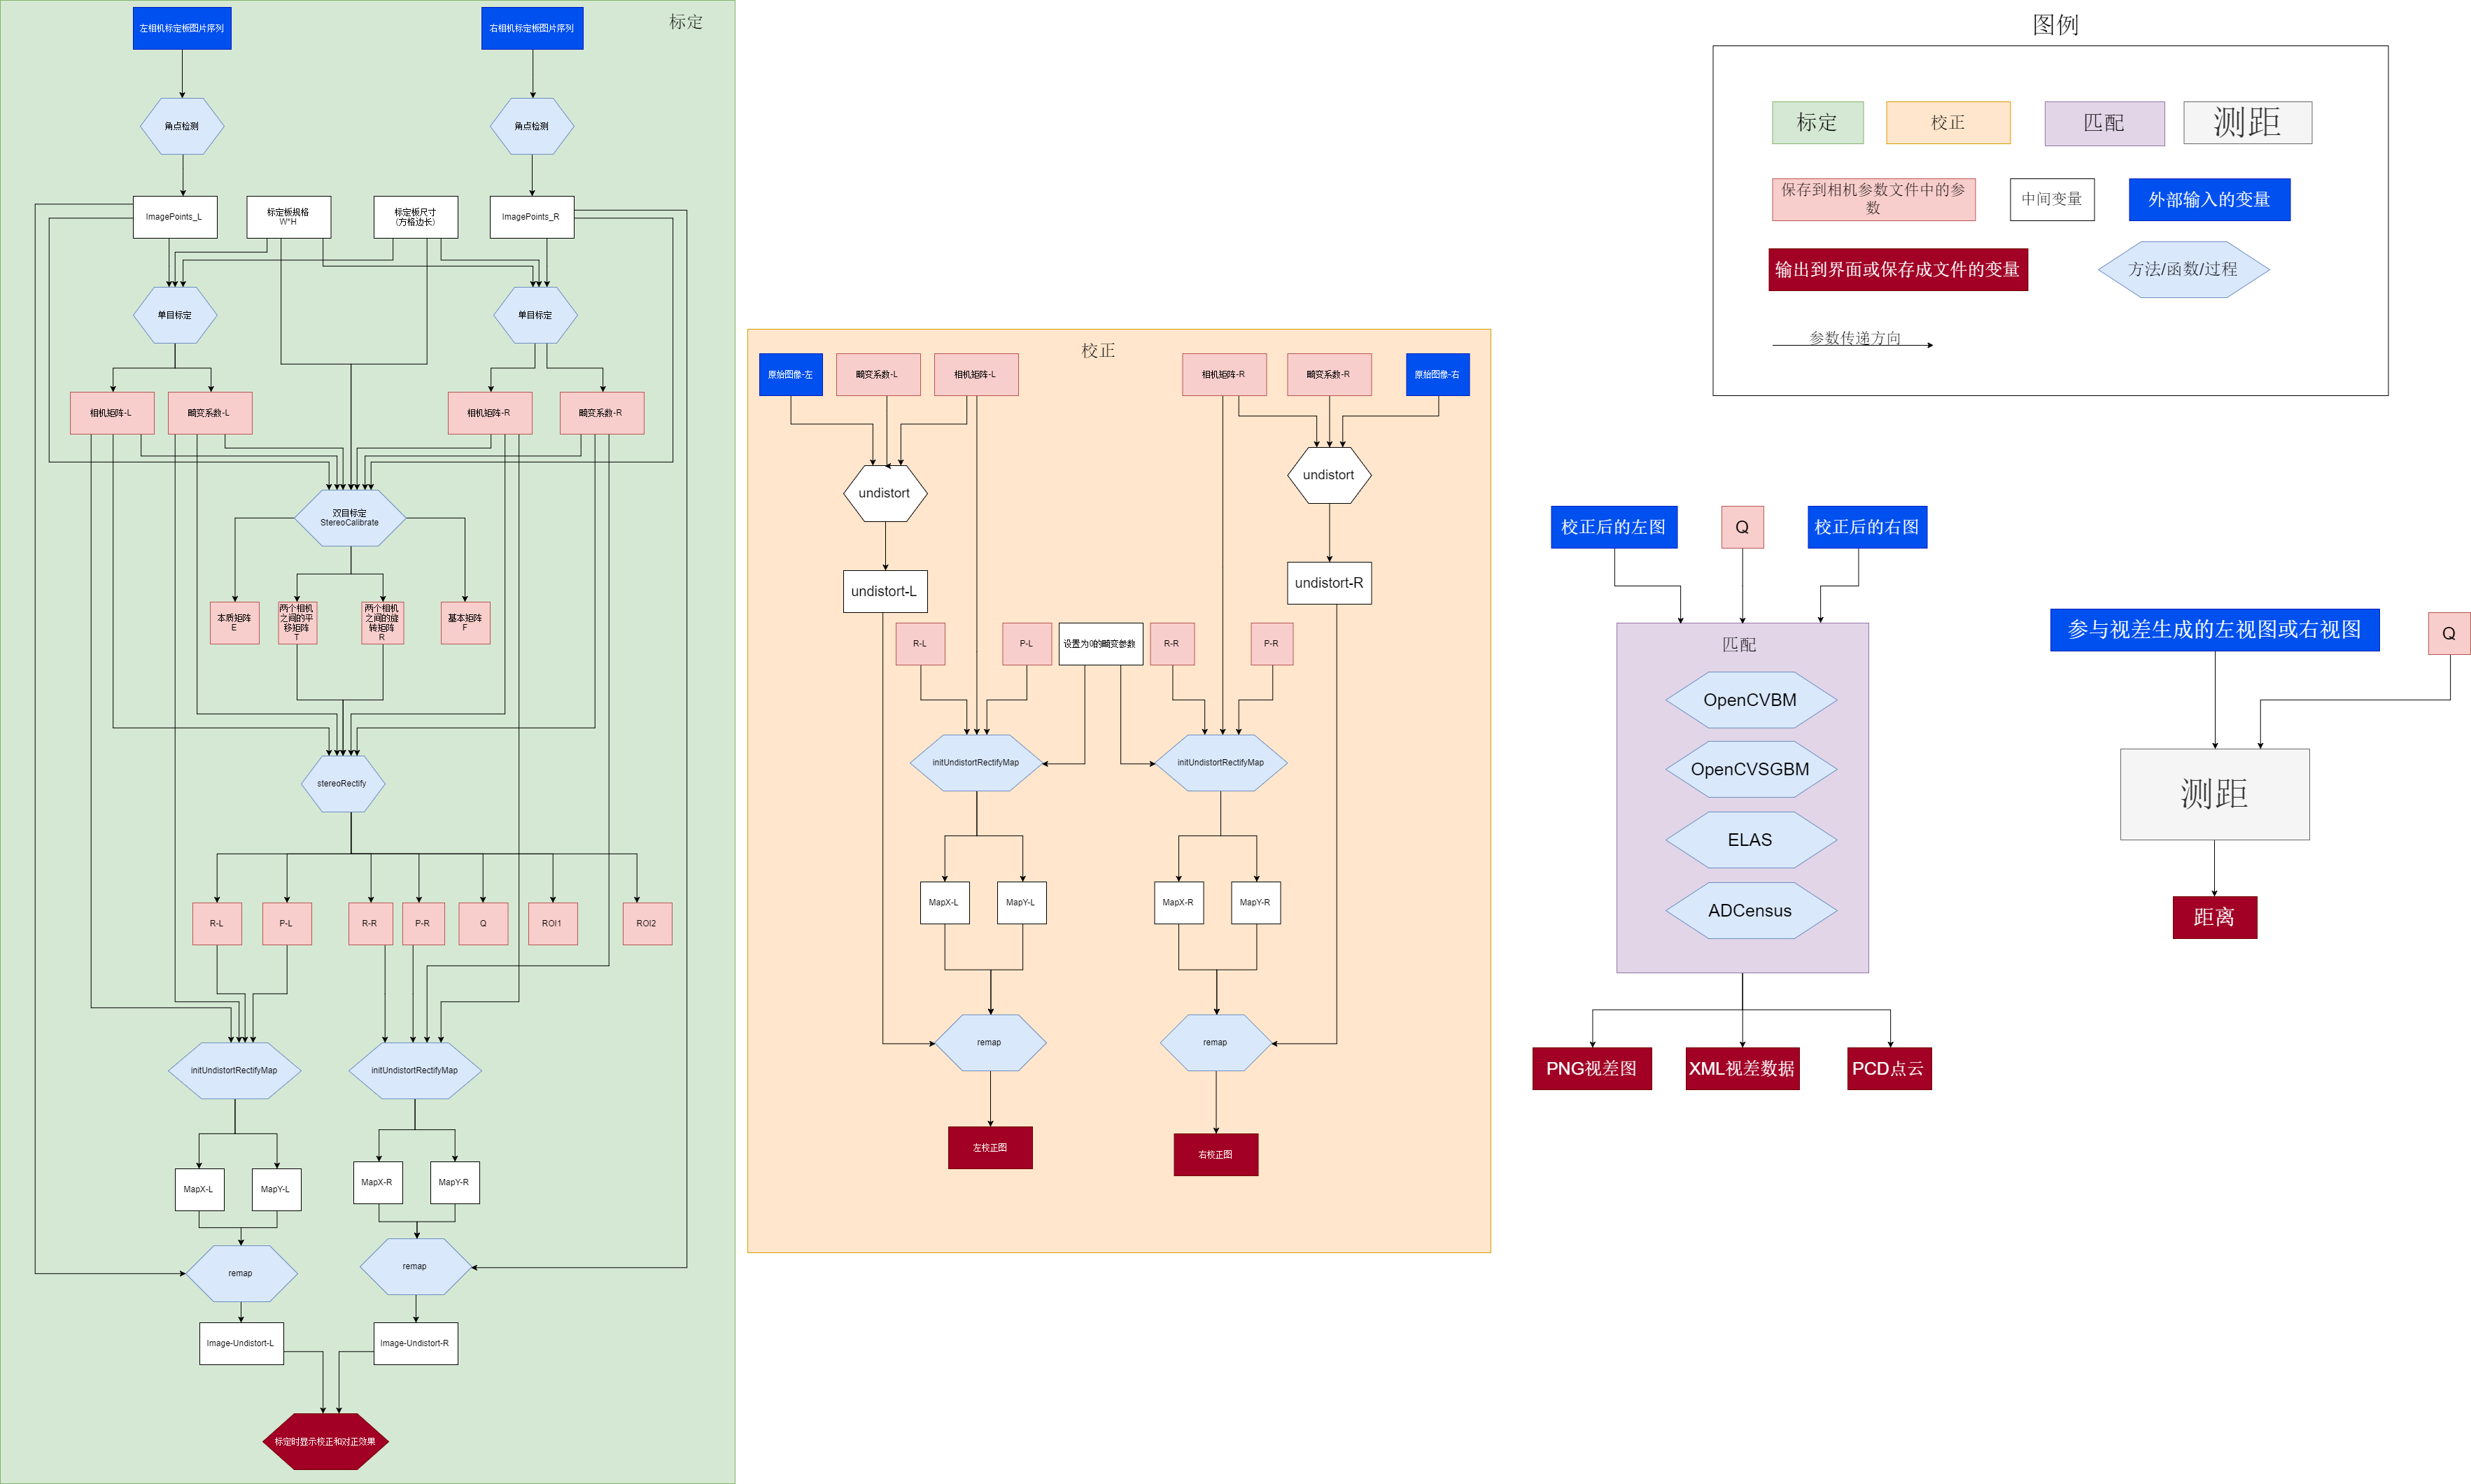 标定
左相机标定板图片序列
右相机标定板图片序列
角点检测
角点检测
ImagePoints_L
标定板规格
W*H
标定板尺寸
(方格边长)
ImagePoints_R
单目标定
单目标定
相机矩阵-L
畸变系数-L
相机矩阵-R
畸变系数-R
双目标定
StereoCalibrate
本质矩阵
E
两个相机
之间的平
移矩阵
T
两个相机
之间的旋
转矩阵
R
基本矩阵
F
stereoRectify
R-L
P-L
R-R
P-R
Q
ROI1
ROI2
initUndistortRectifyMap
initUndistortRectifyMap
MapX-L
MapY-L
MapX-R
MapY-R
remap
remap
Image-Undistort-L
Image-Undistort-R
标定时显示校正和对正效果
校正
原始图像-左
畸变系数-L
相机矩阵-L
相机矩阵-R
畸变系数-R
原始图像-右
undistort
undistort
undistort-L
undistort-R
R-L
P-L
设置为0的畸变参数
R-R
P-R
initUndistortRectifyMap
initUndistortRectifyMap
MapX-L
MapY-L
MapX-R
MapY-R
remap
remap
左校正图
右校正图
图例
标定
校正
匹配
测距
保存到相机参数文件中的参
数
中间变量
外部输入的变量
输出到界面或保存成文件的变量
方法/函数/过程
参数传递方向
校正后的左图
Q
校正后的右图
匹配
OpenCVBM
OpenCVSGBM
ELAS
ADCensus
PNG视差图
XML视差数据
PCD点云
参与视差生成的左视图或右视图
Q
测距
距离